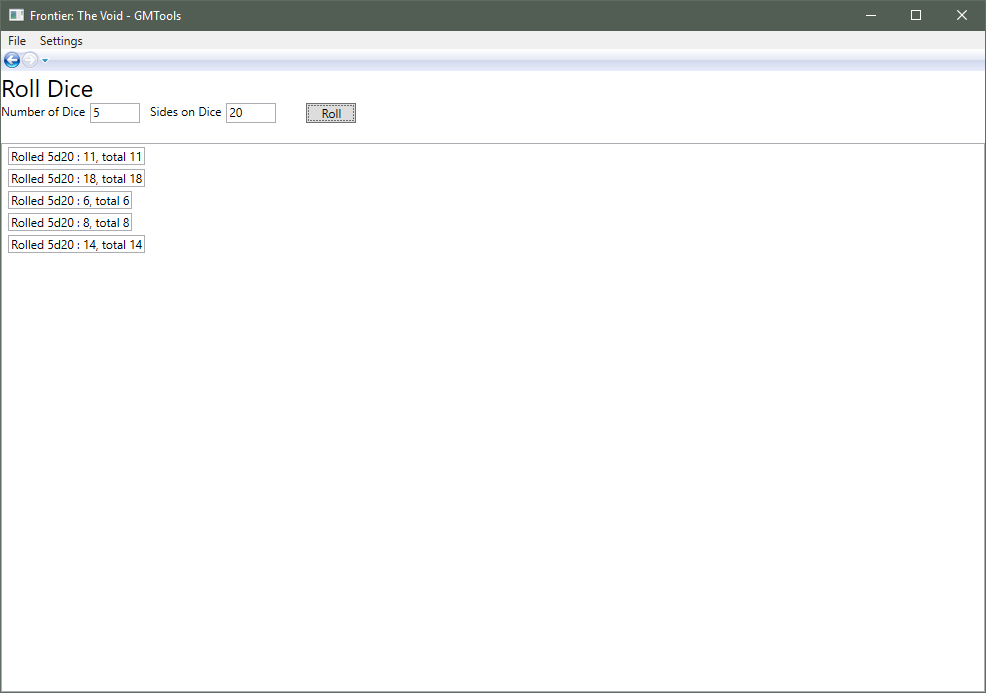 Frontier: The Void - GMTools
File Settings
Roll Dice
Number of Dice 5 Sides on Dice 20 Roll
Rolled 5d20 : 11, total 11
Rolled 5d20 : 18, total 18
Rolled 5d20 : 6, total 6
Rolled 5d20 : 8, total 8
Rolled 5d20 : 14, total 14